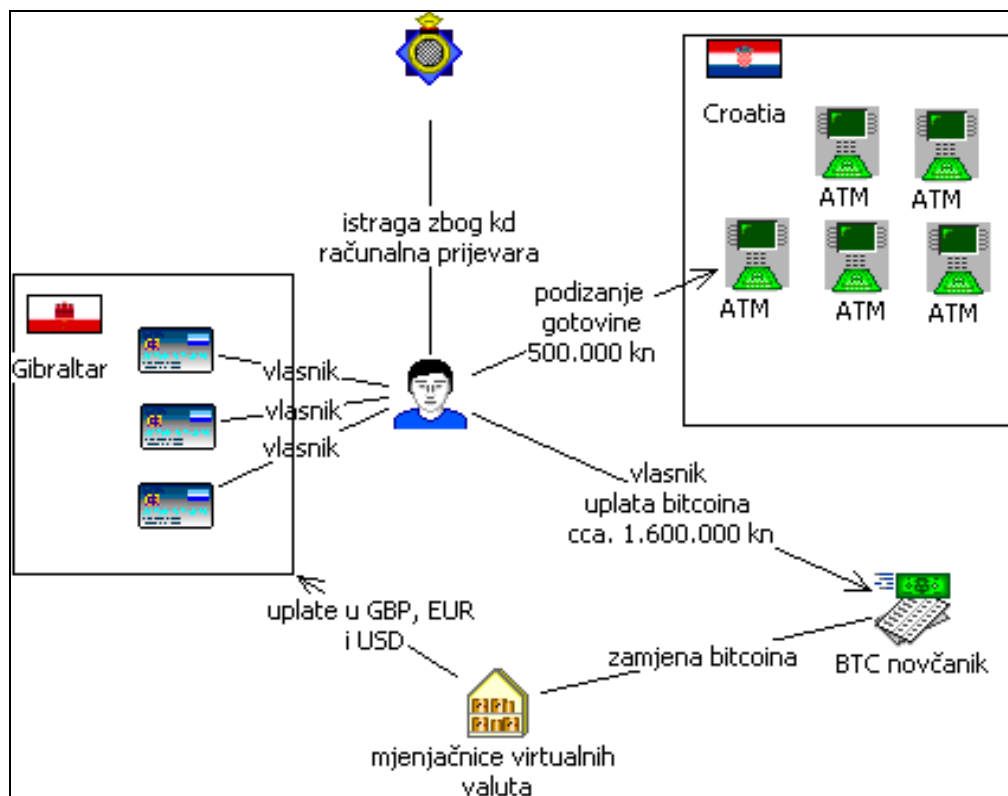 Croatia
ATM
ATM
ATM
ATM
ATM
istraga zbog kd
računalna prijevara
podizanje
gotovine
500.000 kn
Gibraltar
vlasnik
vlasnik
vlasnik
vlasnik
uplata bitcoina
cca. 1.600.000 kn
uplate u GBP, EUR
i USD
zamjena bitcoina
BTC novčanik
mjenjačnice virtualnih
valuta